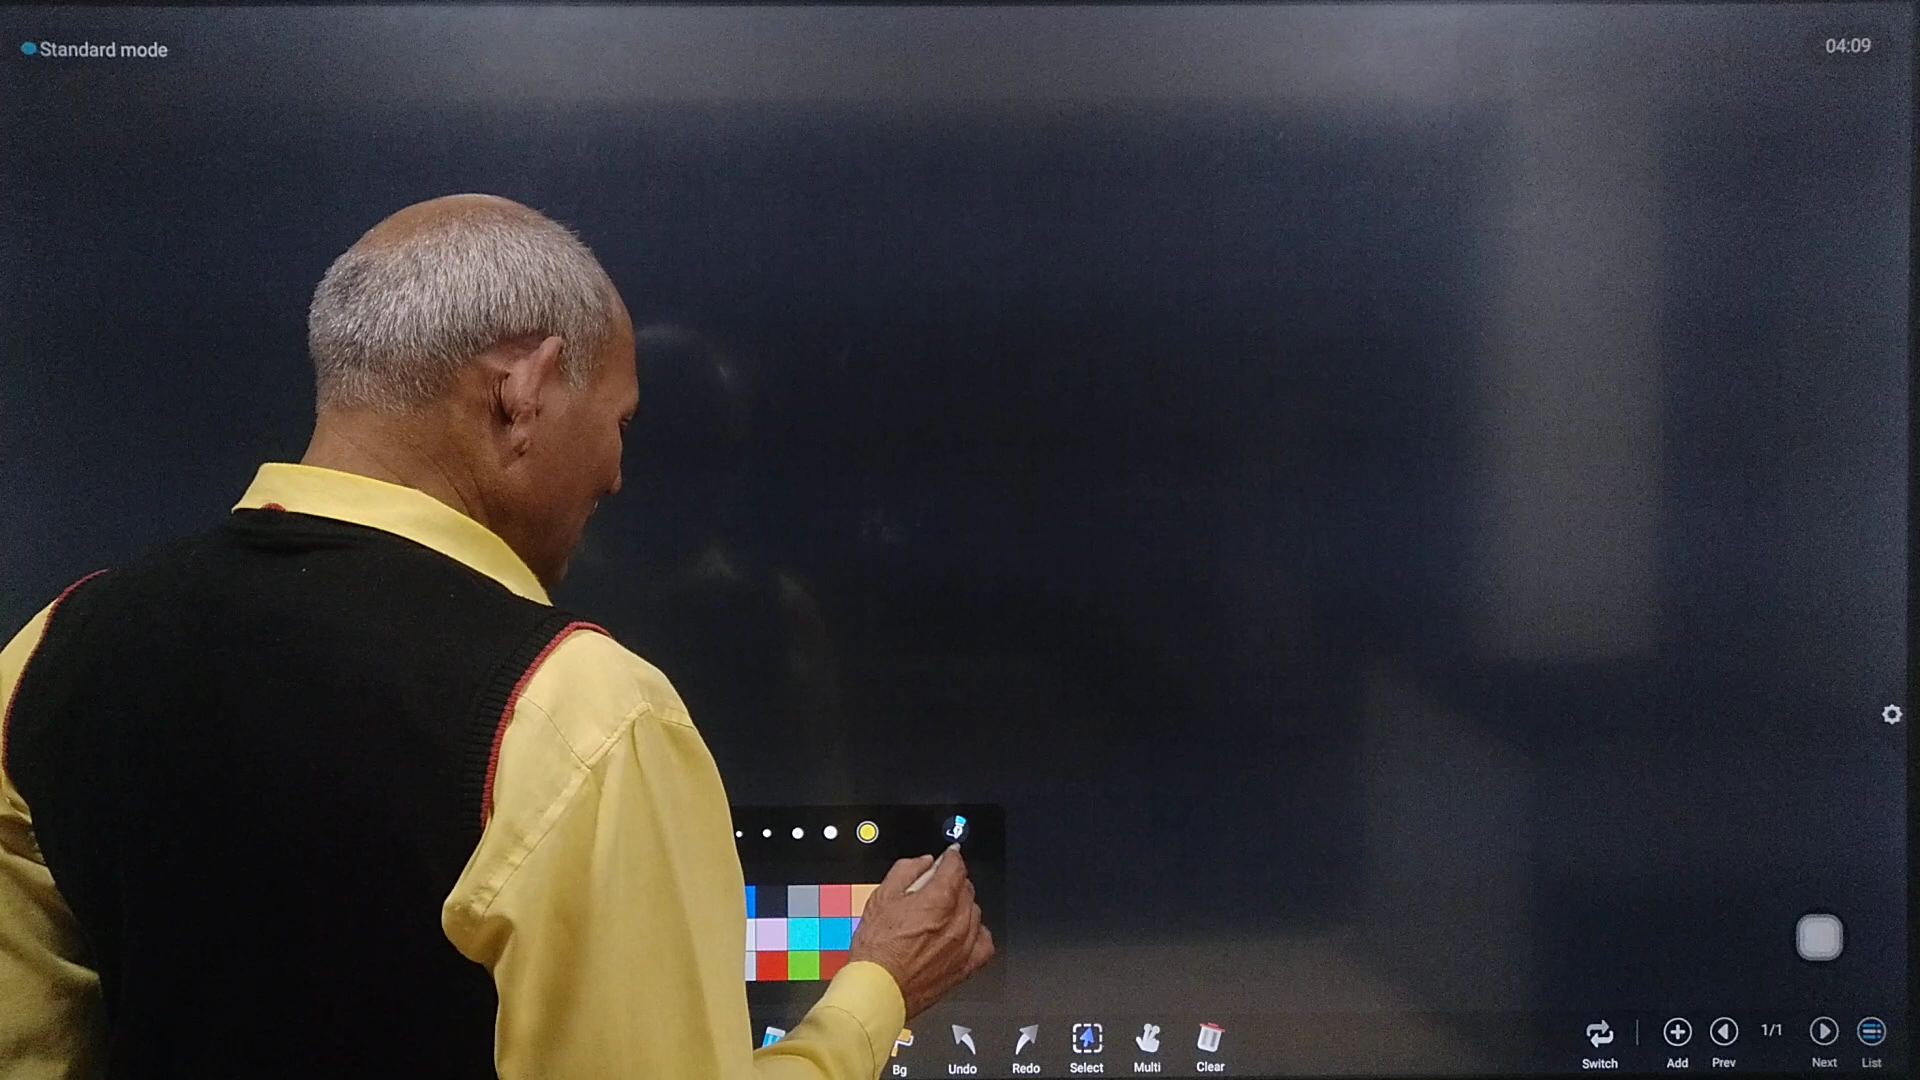 Standard mode
04:09
Bg
Undo
Redo
Select
Multi
Clear
Switch
Add
Prev
1/1
Next
List